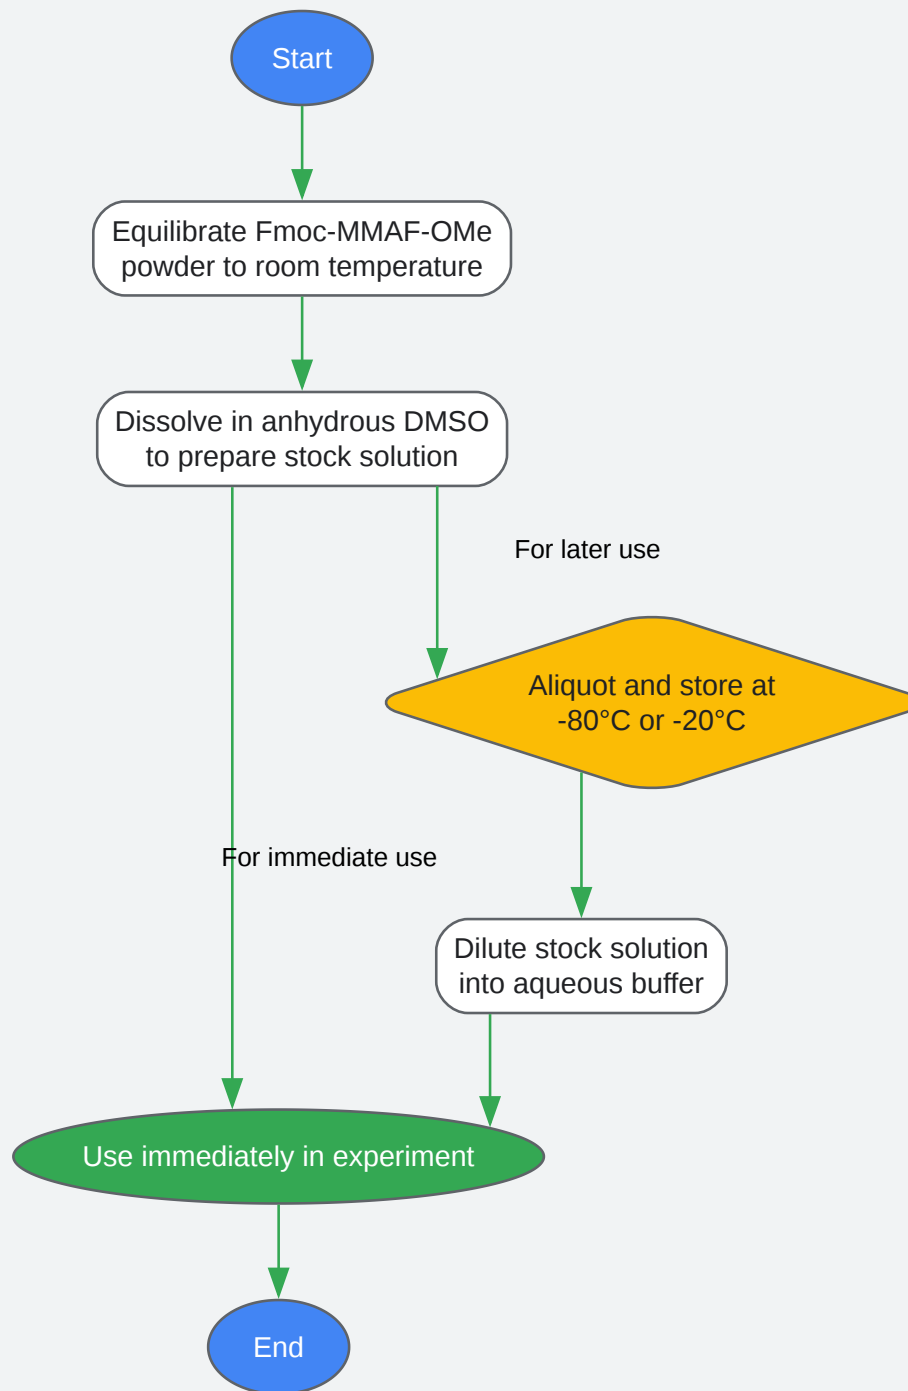 Start
Equilibrate Fmoc-MMAF-OMe
powder to room temperature
Dissolve in anhydrous DMSO
to prepare stock solution
For later use
Aliquot and store at
-80°C or -20°C
For immediate use
Dilute stock solution
into aqueous buffer
Use immediately in experiment
End